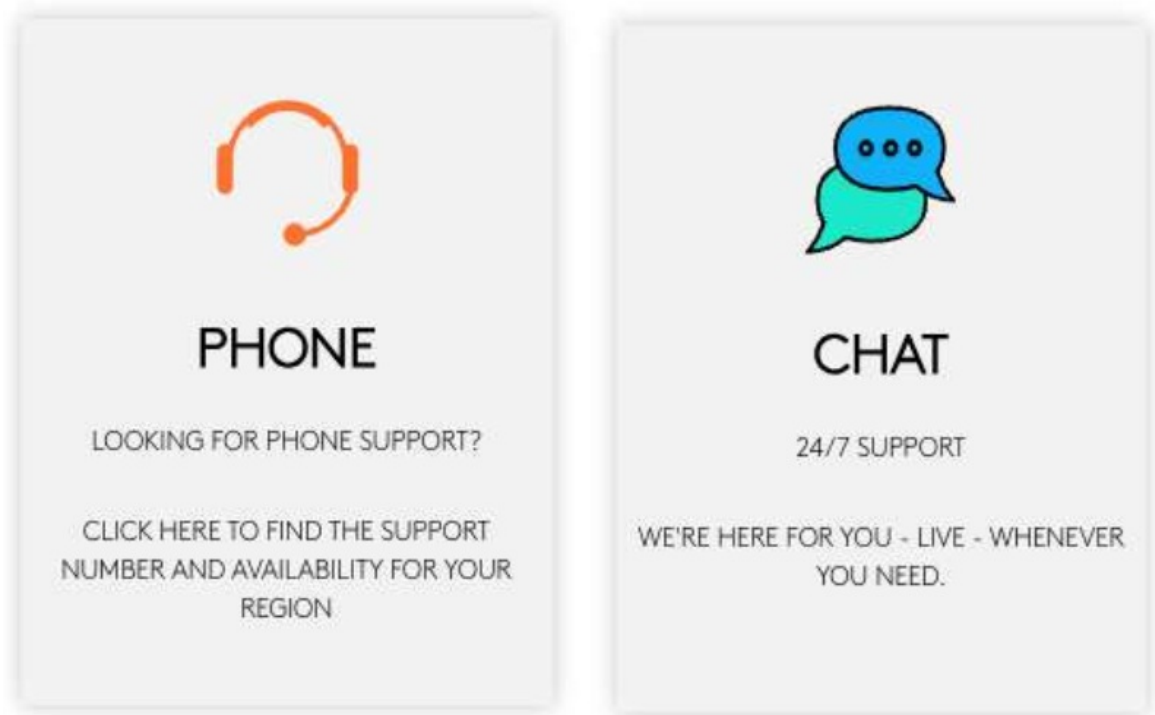 PHONE
LOOKING FOR PHONE SUPPORT?
CLICK HERE TO FIND THE SUPPORT
NUMBER AND AVAILABILITY FOR YOUR
REGION
CHAT
24/7 SUPPORT
WE'RE HERE FOR YOU - LIVE - WHENEVER
YOU NEED.